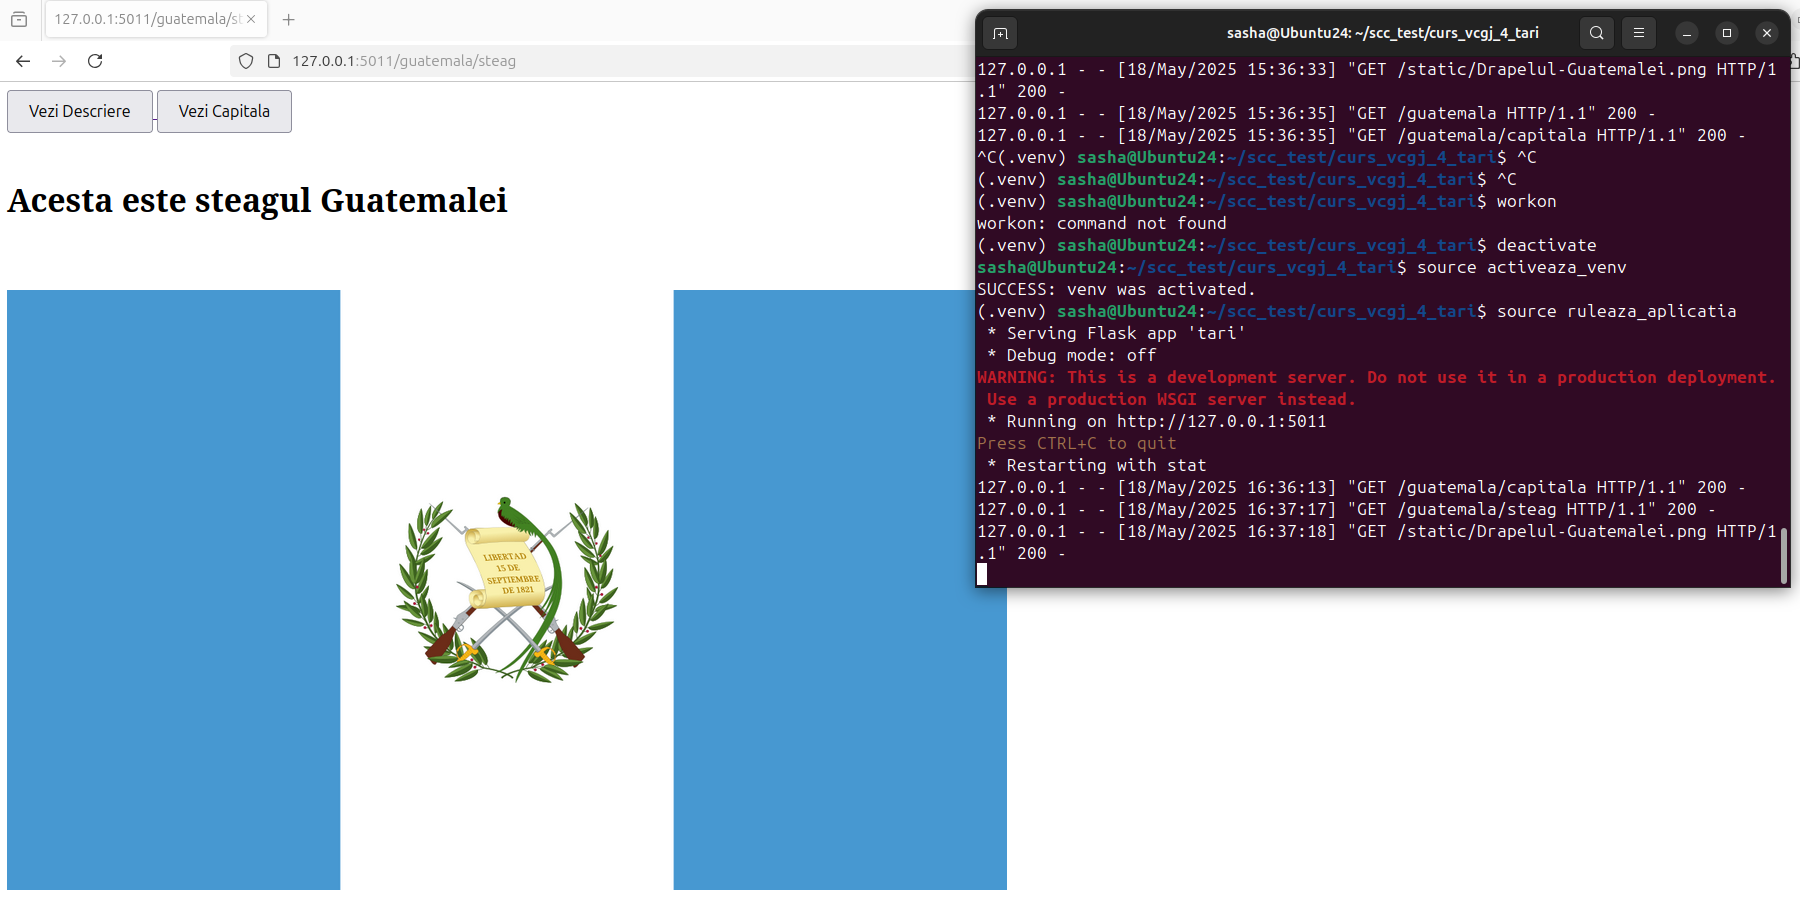 127.0.0.1:5011/guatemala/st
127.0.0.1:5011/guatemala/steag
Vezi Descriere
Vezi Capitala
Acesta este steagul Guatemalei
LIBERTAD
15 DE
SEPTIEMBRE
DE 1821
sasha@Ubuntu24: ~/scc_test/curs_vcgj_4_tari
127.0.0.1 - - [18/May/2025 15:36:33] "GET /static/Drapelul-Guatemalei.png HTTP/1
.1" 200 -
127.0.0.1 - - [18/May/2025 15:36:35] "GET /guatemala HTTP/1.1" 200 -
127.0.0.1 - - [18/May/2025 15:36:35] "GET /guatemala/capitala HTTP/1.1" 200 -
^C(.venv) sasha@Ubuntu24:~/scc_test/curs_vcgj_4_tari$ ^C
(.venv) sasha@Ubuntu24:~/scc_test/curs_vcgj_4_tari$ ^C
(.venv) sasha@Ubuntu24:~/scc_test/curs_vcgj_4_tari$ workon
workon: command not found
(.venv) sasha@Ubuntu24:~/scc_test/curs_vcgj_4_tari$ deactivate
sasha@Ubuntu24:~/scc_test/curs_vcgj_4_tari$ source activeaza_venv
SUCCESS: venv was activated.
(.venv) sasha@Ubuntu24:~/scc_test/curs_vcgj_4_tari$ source ruleaza_aplicatia
 * Serving Flask app 'tari'
 * Debug mode: off
WARNING: This is a development server. Do not use it in a production deployment.
 Use a production WSGI server instead.
 * Running on http://127.0.0.1:5011
Press CTRL+C to quit
 * Restarting with stat
127.0.0.1 - - [18/May/2025 16:36:13] "GET /guatemala/capitala HTTP/1.1" 200 -
127.0.0.1 - - [18/May/2025 16:37:17] "GET /guatemala/steag HTTP/1.1" 200 -
127.0.0.1 - - [18/May/2025 16:37:18] "GET /static/Drapelul-Guatemalei.png HTTP/1
.1" 200 -